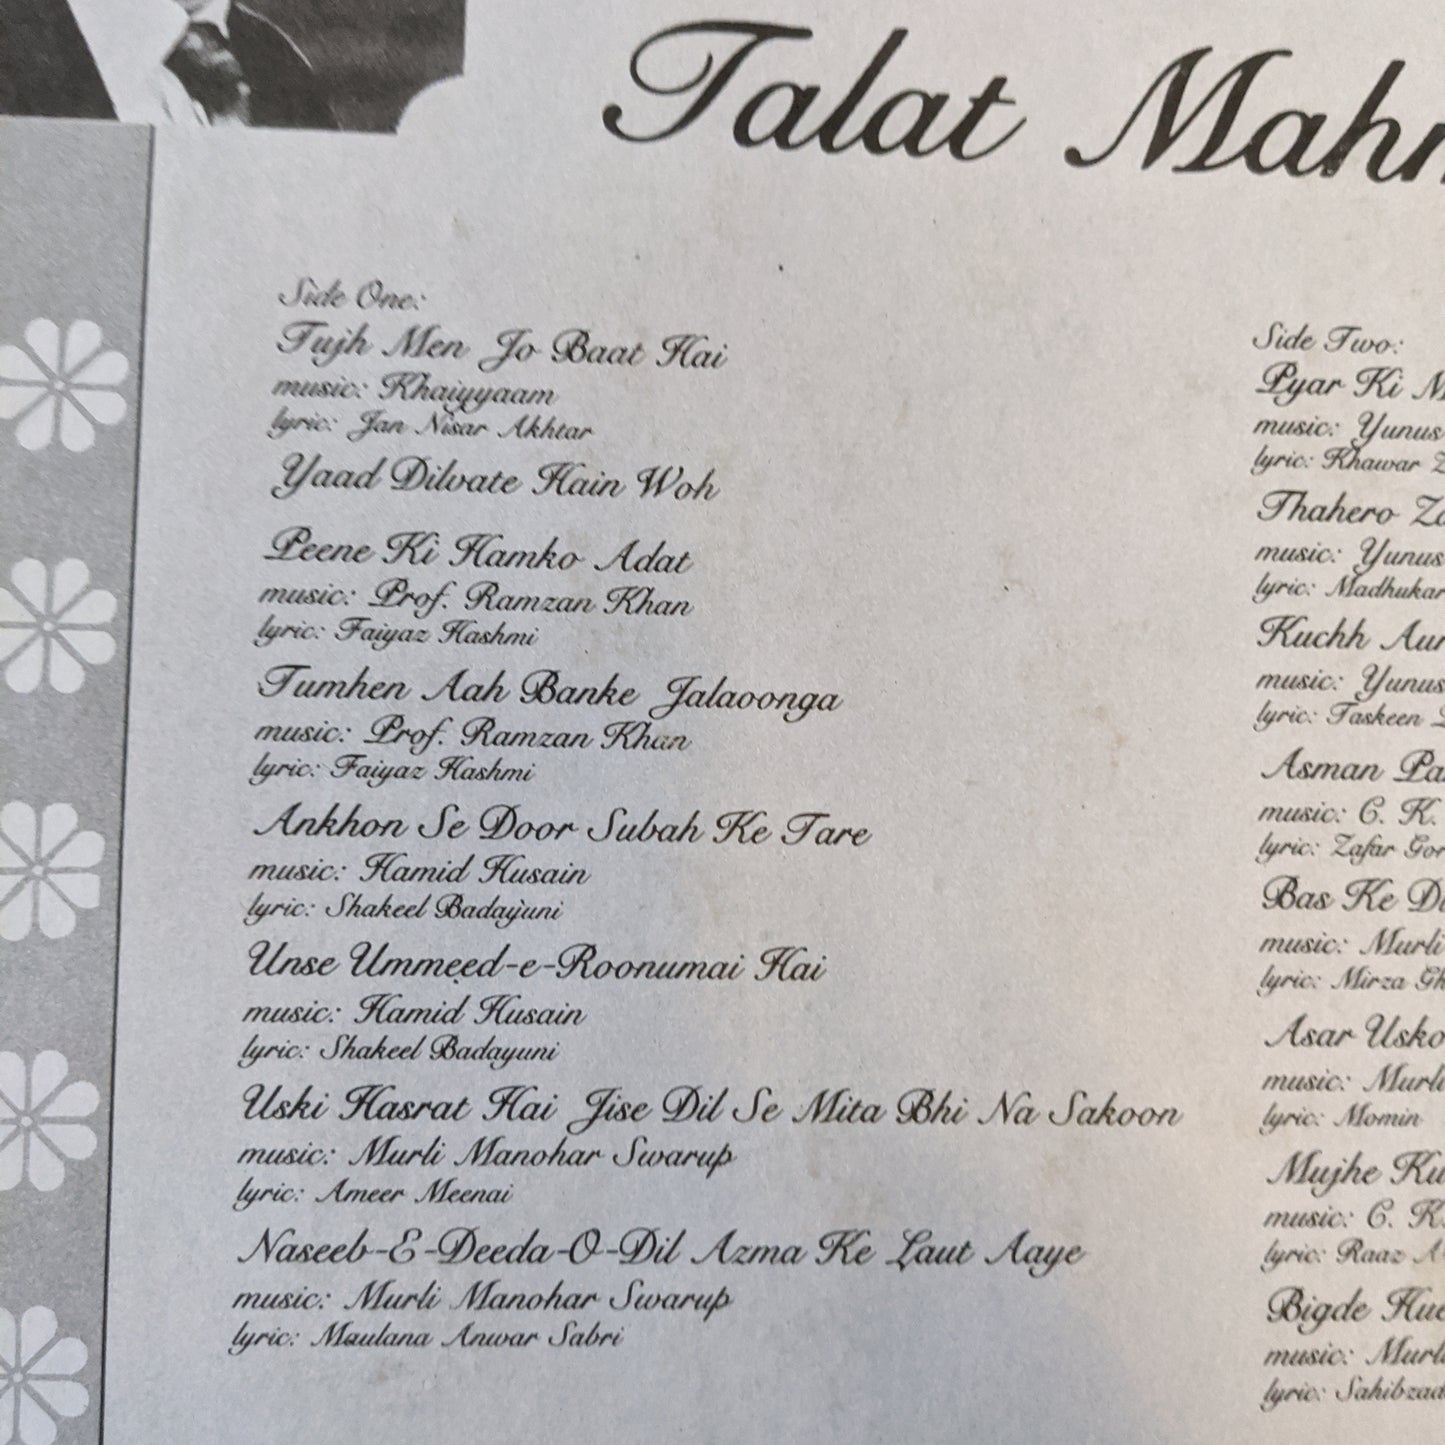 Talat
Side One:
Tujh Men Jo Baat Hai
music: Khaiyyaam
lyric: Jan Nisar Akhtar
Yaad Dilvate Hain Woh
Peene Ki Hamko Adat
music: Prof. Ramzan Khan
lyric: Faiyaz Hashmi
Tumhen Aah Banke Jalaoonga
music: Prof. Ramzan Khan
lyric: Faiyaz Hashmi
Ankhon Se Door Subah Ke Tare
music: Hamid Husain
lyric: Shakeel Badayuni
Unse Ummeed-e-Roonumai Hai
music: Hamid Husain
lyric: Shakeel Badayuni
Uski Hasrat Hai Jise Dil Se Mita Bhi Na Sakoon
music: Murli Manohar Swarup
lyric: Ameer Meenai
Naseeb-E-Deeda-O-Dil Azma Ke Laut Aaye
music: Murli Manohar Swarup
lyric: Maulana Anwar Sabri
Side Two:
Pyar Ki
music: Yunus
lyric: Khawar
Thahero
music: Yunus
lyric: Madhukar
Kuchh Aur
music: Yunus
lyric: Taskeen
Asman
music: C. K.
lyric: Zafar
Bas Ke
music: Murli
lyric: Mirza
Asar Usko
music: Murli
lyric: Momin
Mujhe
music: C. K.
lyric: Raaz
Bigde
music: Murli
lyric: